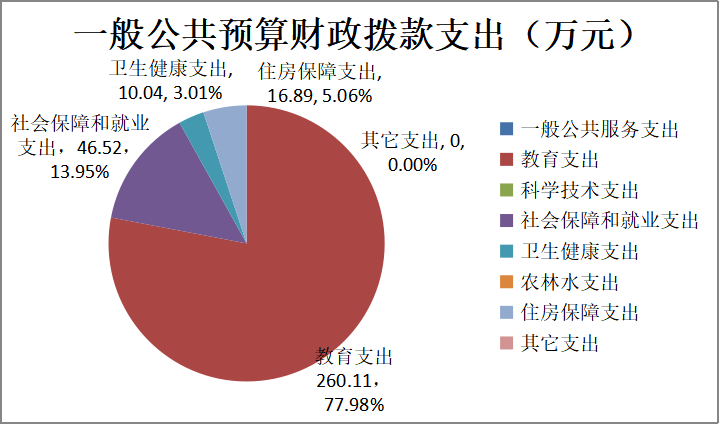 一般公共预算财政拨款支出（万元）
卫生健康支出,
10.04, 3.01%
住房保障支出,
16.89, 5.06%
社会保障和就业
支出，46.52，
13.95%
其它支出, 0,
0.00%
教育支出
260.11，
77.98%
一般公共服务支出
教育支出
科学技术支出
社会保障和就业支出
卫生健康支出
农林水支出
住房保障支出
其它支出